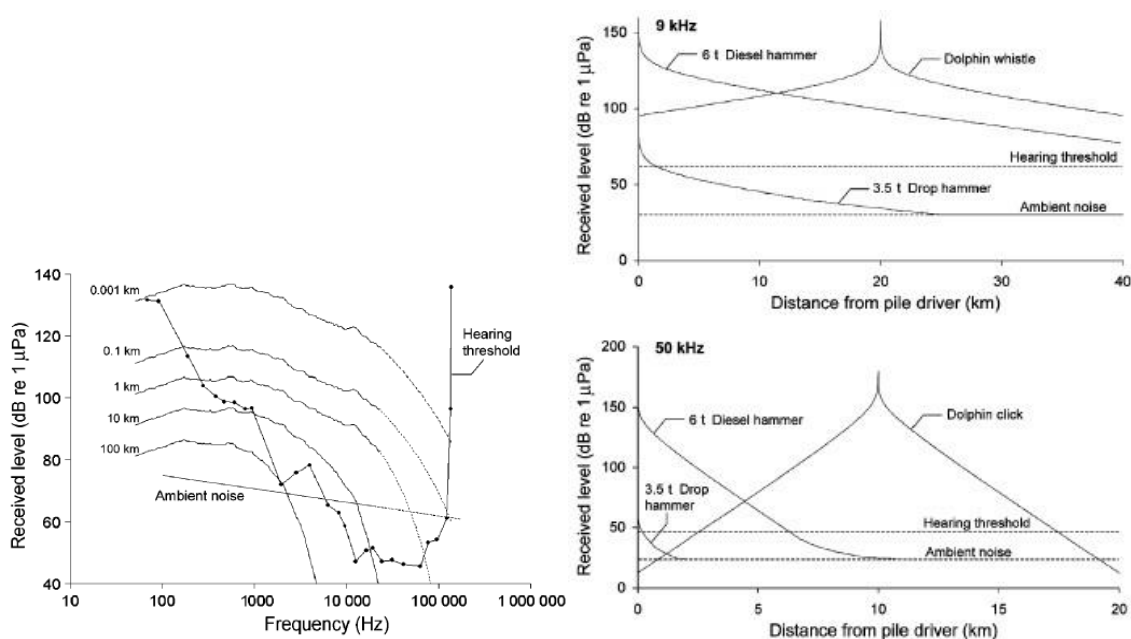 140
120
100
80
60
40
Received level (dB re 1 μPa)
0.001 km
0.1 km
1 km
10 km
100 km
Ambient noise
Hearing
threshold
10
100
1000
10 000
100 000
1 000 000
Frequency (Hz)
9 kHz
150
100
50
0
Received level (dB re 1 μPa)
6 t Diesel hammer
Dolphin whistle
Hearing threshold
3.5 t Drop hammer
Ambient noise
0
10
20
30
40
Distance from pile driver (km)
50 kHz
200
150
100
50
0
Received level (dB re 1 μPa)
6 t Diesel hammer
Dolphin click
3.5 t Drop
hammer
Hearing threshold
Ambient noise
0
5
10
15
20
Distance from pile driver (km)